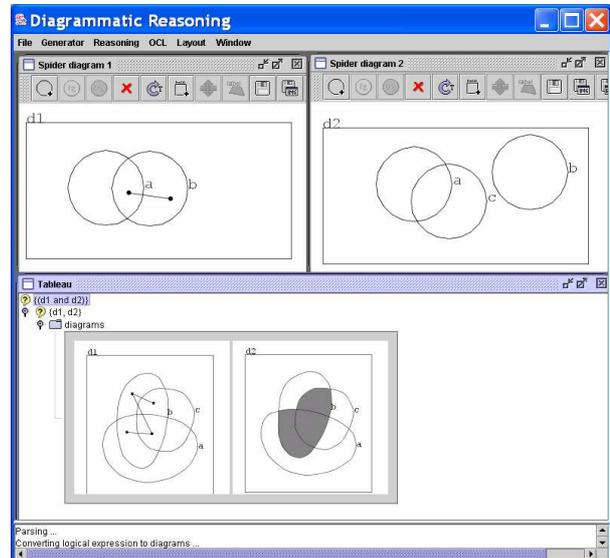 Diagrammatic Reasoning
File Generator Reasoning OCL Layout Window
Spider diagram 1
Spider diagram 2
d1
a b
d2
a
b
c
Tableau
{(d1 and d2)}
{d1, d2}
diagrams
d1
b
c
a
d2
b
c
a
Parsing ...
Converting logical expression to diagrams ...